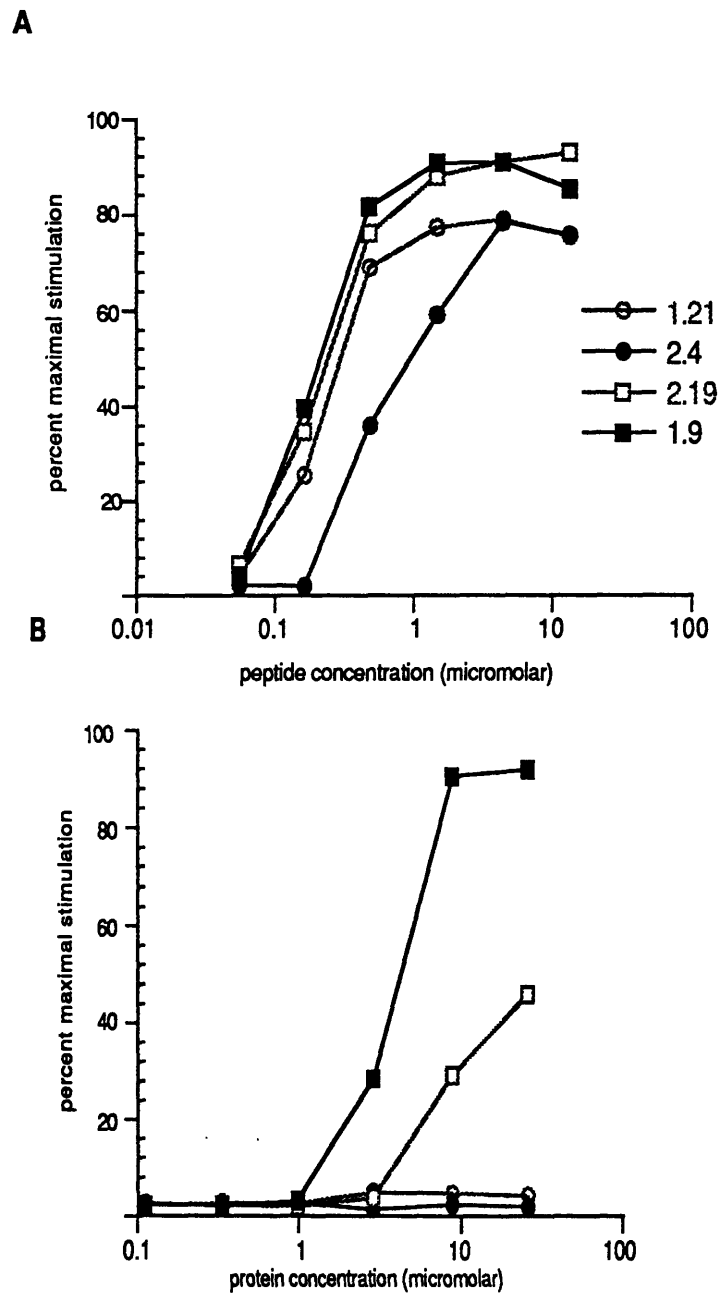 A
100
80
60
40
20
percent maximal stimulation
1.21
2.4
2.19
1.9
0.01 0.1 1 10 100
peptide concentration (micromolar)
B
100
80
60
40
20
percent maximal stimulation
0.1 1 10 100
protein concentration (micromolar)